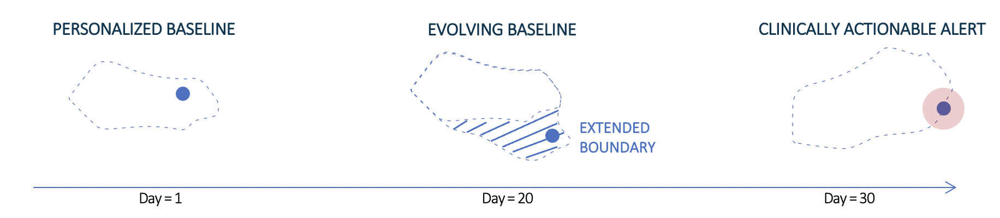 PERSONALIZED BASELINE
EVOLVING BASELINE
CLINICALLY ACTIONABLE ALERT
EXTENDED
BOUNDARY
Day = 1
Day = 20
Day = 30